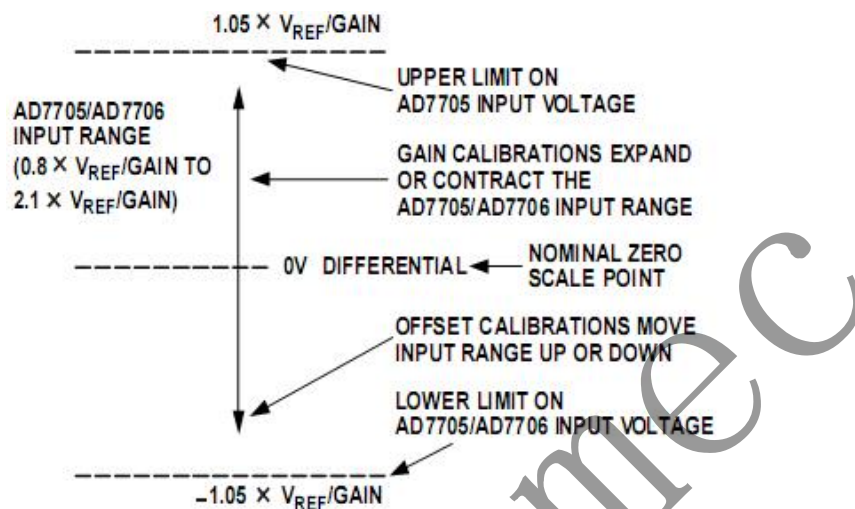 1.05 × VREF/GAIN
UPPER LIMIT ON
AD7705 INPUT VOLTAGE
AD7705/AD7706
INPUT RANGE
(0.8 × VREF/GAIN TO
2.1 × VREF/GAIN)
GAIN CALIBRATIONS EXPAND
OR CONTRACT THE
AD7705/AD7706 INPUT RANGE
0V DIFFERENTIAL
NOMINAL ZERO
SCALE POINT
OFFSET CALIBRATIONS MOVE
INPUT RANGE UP OR DOWN
LOWER LIMIT ON
AD7705/AD7706 INPUT VOLTAGE
–1.05 × VREF/GAIN
mec